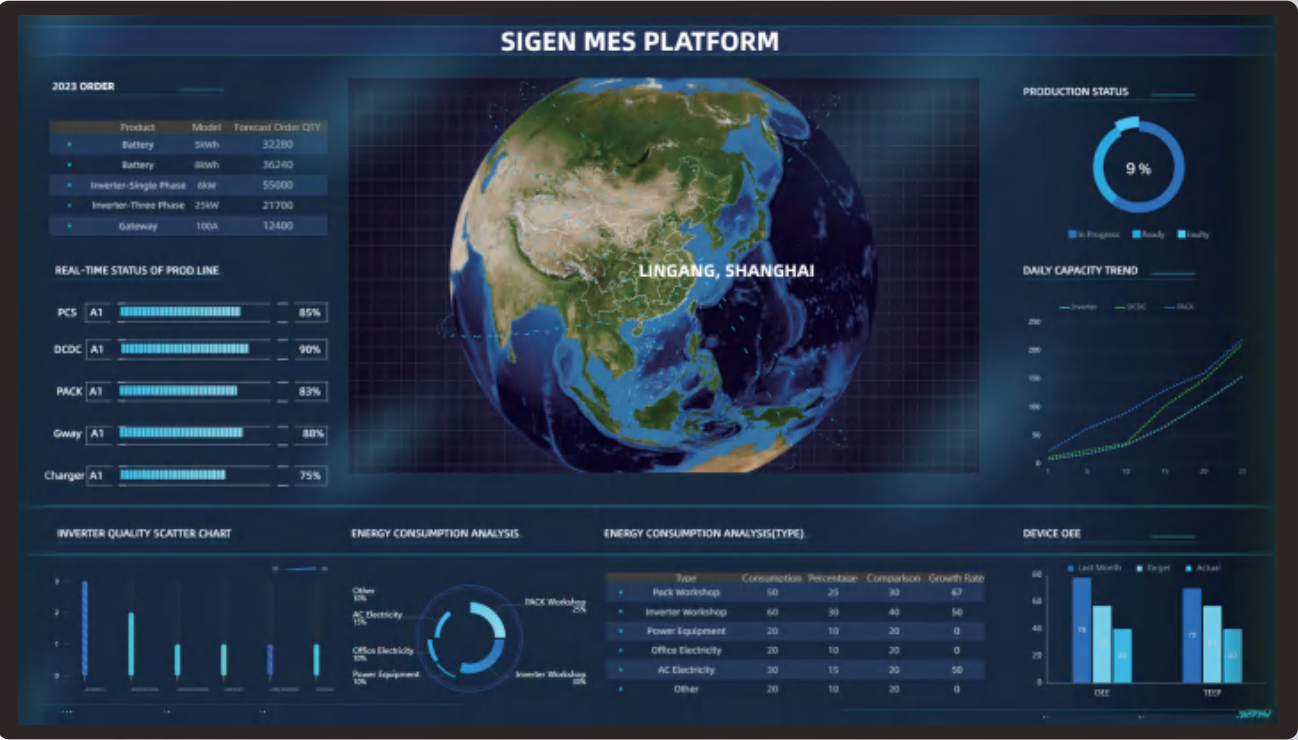 SIGEN MES PLATFORM
2023 ORDER
Product Model Forecast Order QTY
Battery 5kWh 32280
Battery 8kWh 36240
Inverter-Single Phase 6kW 55000
Inverter-Three Phase 25kW 21700
Gateway 100A 12400
REAL-TIME STATUS OF PROD LINE
PCS A1 85%
DCDC A1 90%
PACK A1 83%
Gway A1 88%
Charger A1 75%
LINGANG, SHANGHAI
PRODUCTION STATUS
9 %
In Progress Ready Faulty
DAILY CAPACITY TREND
Inverter DCDC PACK
250
200
150
100
50
0
1 5 10 15 20 25
INVERTER QUALITY SCATTER CHART
3
2
1
0
ENERGY CONSUMPTION ANALYSIS
Other
10%
AC Electricity
15%
Office Electricity
10%
Power Equipment
10%
PACK Workshop
25%
Inverter Workshop
30%
ENERGY CONSUMPTION ANALYSIS(TYPE)
Type Consumption Percentage Comparison Growth Rate
Pack Workshop 50 25 30 67
Inverter Workshop 60 30 40 50
Power Equipment 20 10 20 0
Office Electricity 20 10 20 0
AC Electricity 30 15 20 50
Other 20 10 20 0
DEVICE OEE
Last Month Target Actual
80
60
40
20
0
78
40
70
40
OEE TEEP